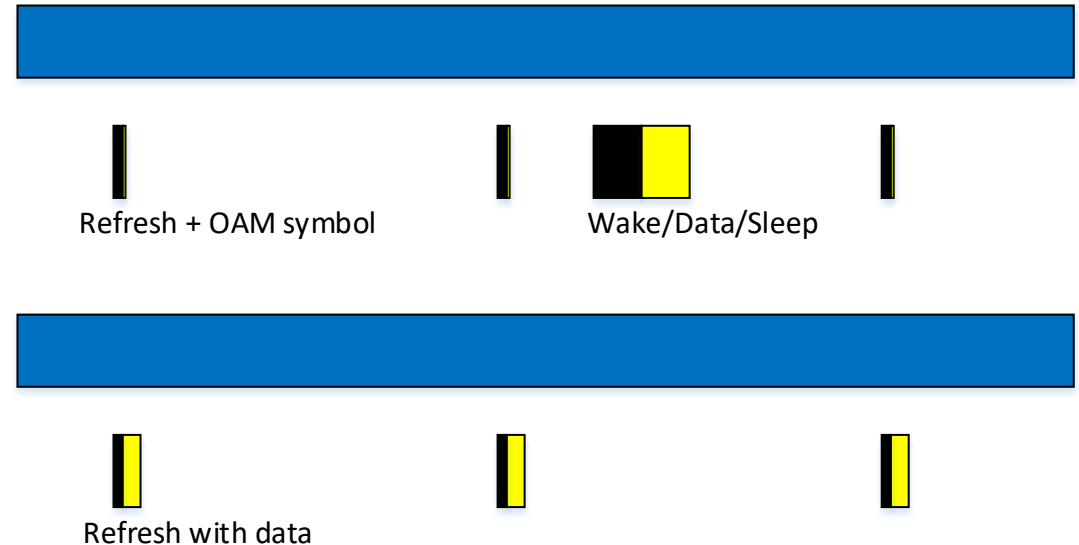 Refresh + OAM symbol
Wake/Data/Sleep
Refresh with data